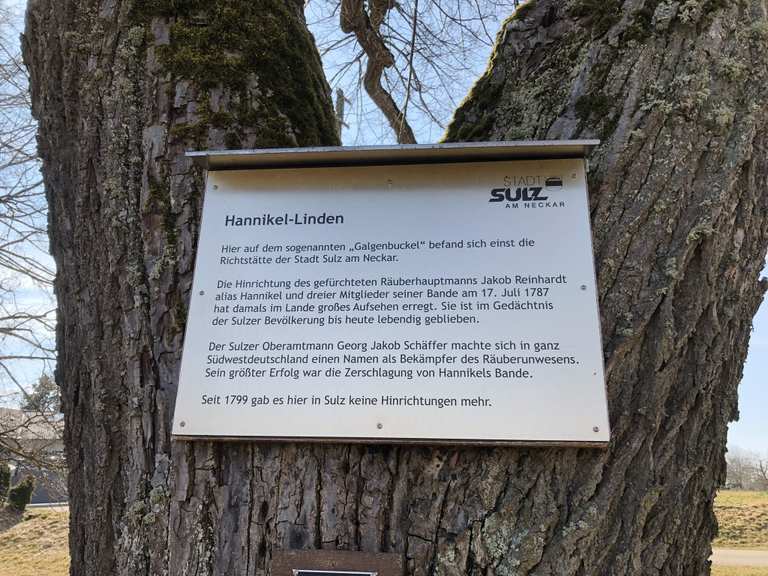 STADT
SULZ
AM NECKAR
Hannikel-Linden
Hier auf dem sogenannten „Galgenbuckel“ befand sich einst die
Richtstätte der Stadt Sulz am Neckar.
Die Hinrichtung des gefürchteten Räuberhauptmanns Jakob Reinhardt
alias Hannikel und dreier Mitglieder seiner Bande am 17. Juli 1787
hat damals im Lande großes Aufsehen erregt. Sie ist im Gedächtnis
der Sulzer Bevölkerung bis heute lebendig geblieben.
Der Sulzer Oberamtmann Georg Jakob Schäffer machte sich in ganz
Südwestdeutschland einen Namen als Bekämpfer des Räuberunwesens.
Sein größter Erfolg war die Zerschlagung von Hannikels Bande.
Seit 1799 gab es hier in Sulz keine Hinrichtungen mehr.